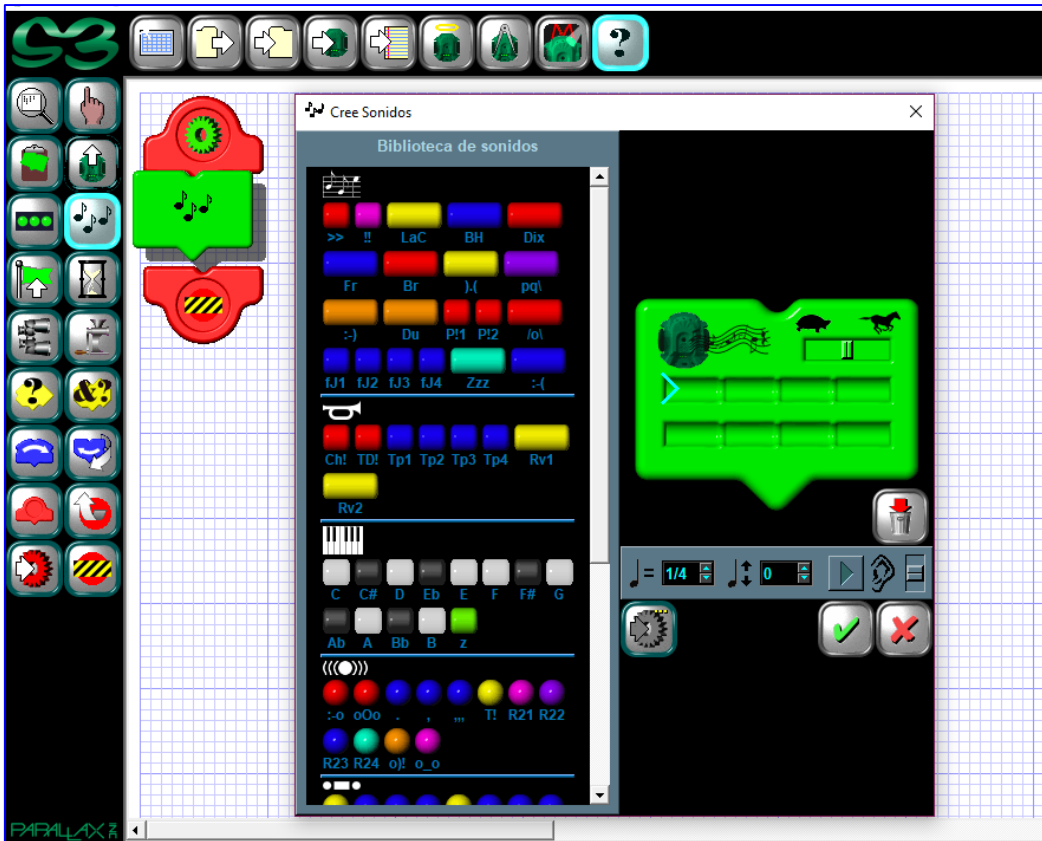 S3
?
Cree Sonidos
Biblioteca de sonidos
>> !! LaC BH Dix
Fr Br ).( pq\
:-) Du P!1 P!2 /o\
fJ1 fJ2 fJ3 fJ4 Zzz :-(
Ch! TD! Tp1 Tp2 Tp3 Tp4 Rv1
Rv2
C C# D Eb E F F# G
Ab A Bb B z
:-o oOo . , ,,, T! R21 R22
R23 R24 o)! o_o
= 1/4 0
? &?
PARALLAX INC